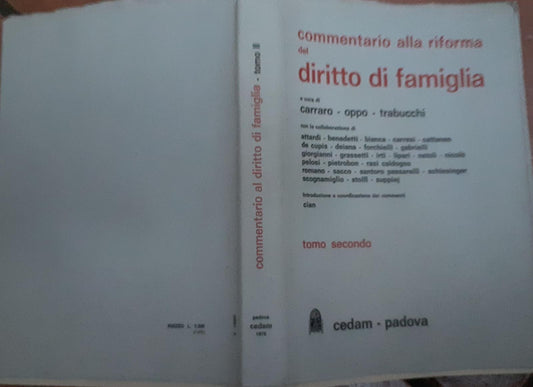 commentario alla riforma
del
diritto di famiglia
a cura di
carraro - oppo - trabucchi
con la collaborazione di
attardi - benedetti - bianca - carresi - cattaneo
de cupis - deiana - forchielli - gabrielli
giorgianni - grassetti - irti - lipari - natoli - nicolò
pelosi - pietrobon - rasi caldogno
romano - sacco - santoro passarelli - schlesinger
scognamiglio - stolfi - suppiej
introduzione e coordinazione dei commenti
cian
tomo secondo
cedam - padova
commentario al diritto di famiglia - tomo II
padova
cedam
PREZZO L.